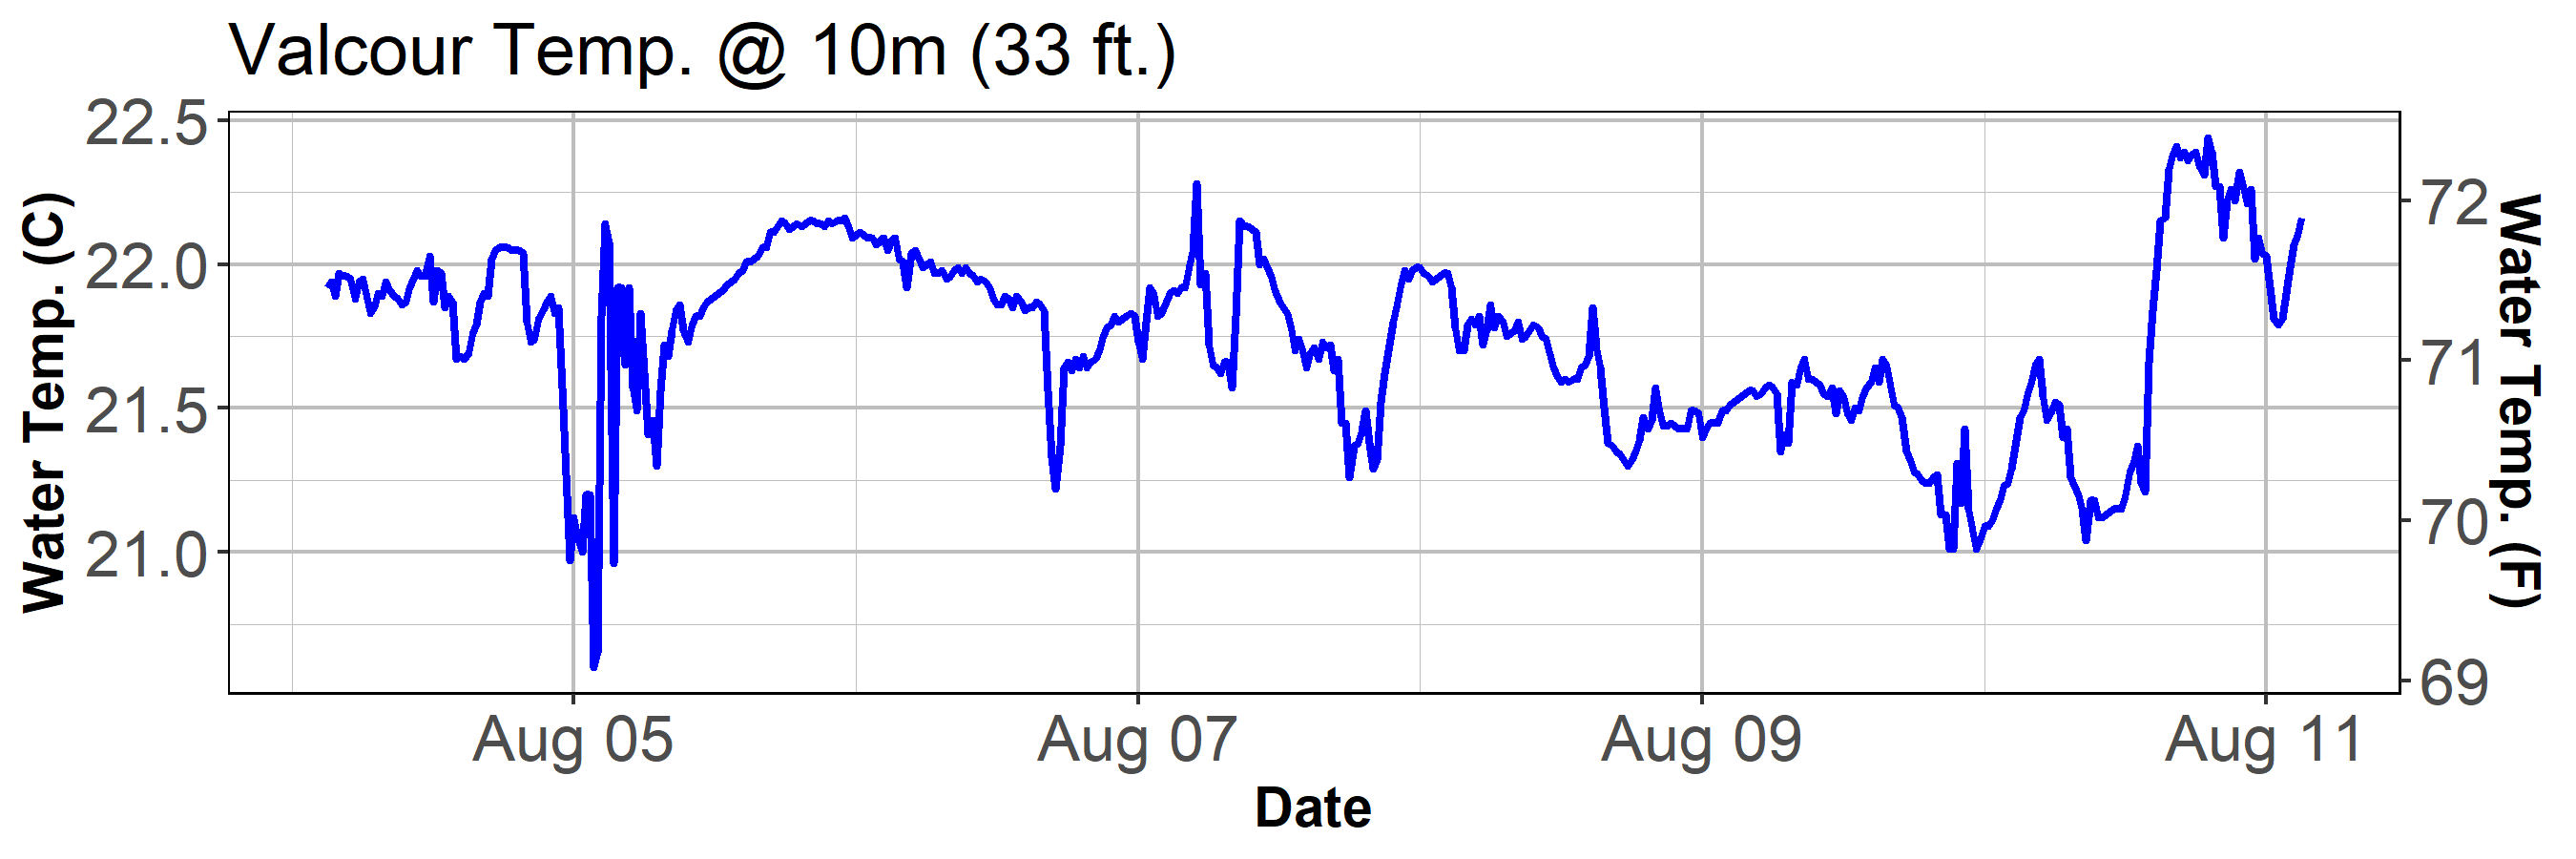 Valcour Temp. @ 10m (33 ft.)
Water Temp. (C)
22.5
22.0
21.5
21.0
72
71
70
69
Water Temp. (F)
Aug 05
Aug 07
Aug 09
Aug 11
Date